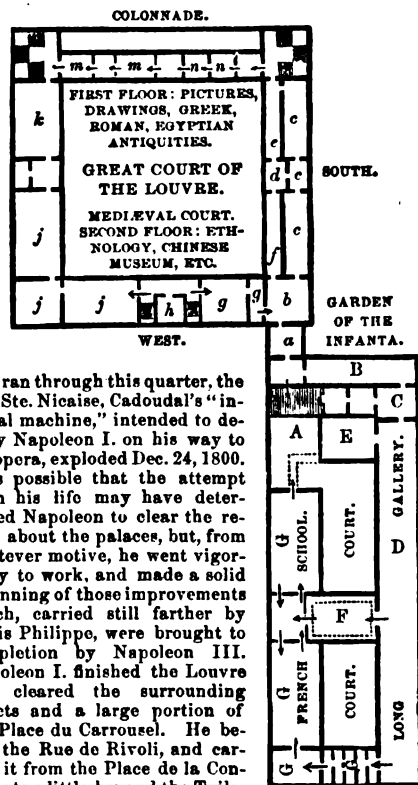 COLONNADE.
m m n n
FIRST FLOOR: PICTURES,
DRAWINGS, GREEK,
ROMAN, EGYPTIAN
ANTIQUITIES.
GREAT COURT OF
THE LOUVRE.
MEDIÆVAL COURT.
SECOND FLOOR: ETH-
NOLOGY, CHINESE
MUSEUM, ETC.
k
j
j j h g g b
e c
d c
f c
SOUTH.
WEST.
GARDEN
OF THE
INFANTA.
a
B
C
A E
G SCHOOL.
COURT.
GALLERY.
D
F
G FRENCH
COURT.
LONG
G G
ran through this quarter, the
Ste. Nicaise, Cadoudal's "in-
al machine," intended to de-
y Napoleon I. on his way to
opera, exploded Dec. 24, 1800.
s possible that the attempt
n his life may have deter-
ed Napoleon to clear the re-
about the palaces, but, from
tever motive, he went vigor-
y to work, and made a solid
nning of those improvements
ch, carried still farther by
is Philippe, were brought to
pletion by Napoleon III.
oleon I. finished the Louvre
cleared the surrounding
cts and a large portion of
Place du Carrousel. He be-
the Rue de Rivoli, and car-
it from the Place de la Con-